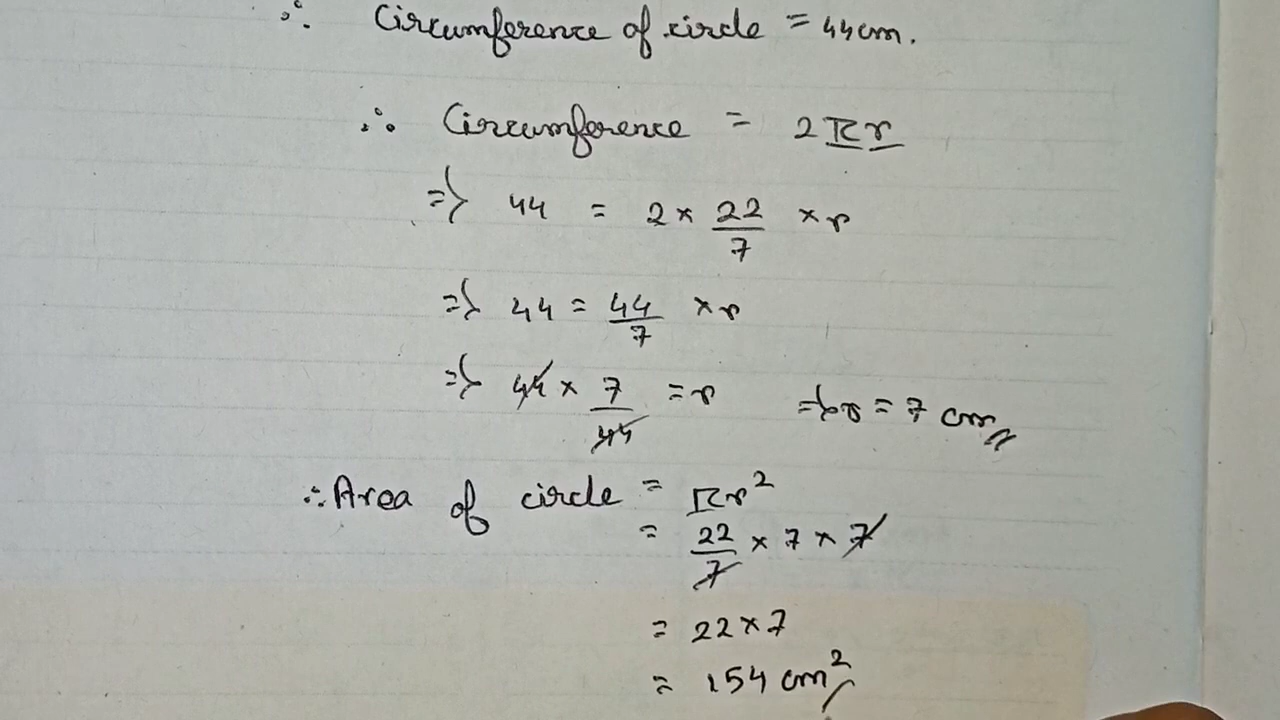 ∴ Circumference of circle = 44cm.
∴ Circumference = 2πr
=> 44 = 2 × 22/7 × r
=> 44 = 44/7 × r
=> 44 × 7/44 = r => r = 7 cm
∴ Area of circle = πr²
= 22/7 × 7 × 7
= 22 × 7
= 154 cm²